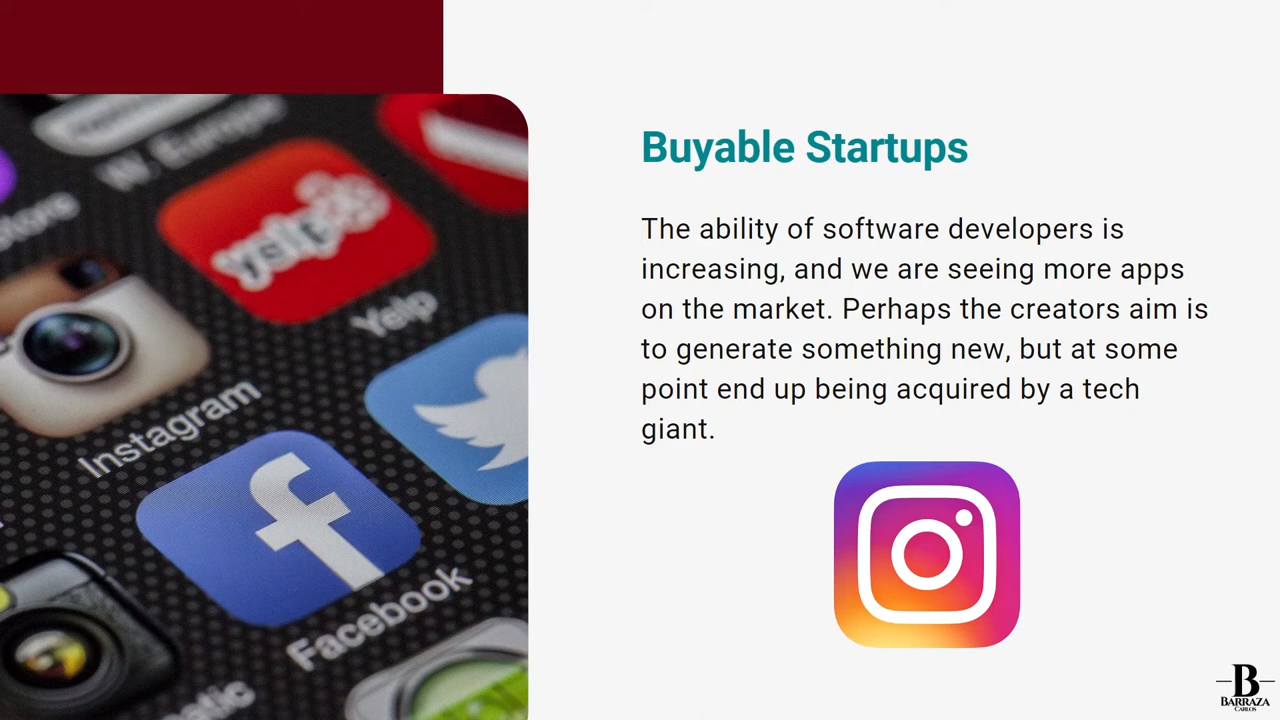 W. Europe
yelp
Yelp
Instagram
Facebook
Buyable Startups
The ability of software developers is
increasing, and we are seeing more apps
on the market. Perhaps the creators aim is
to generate something new, but at some
point end up being acquired by a tech
giant.
B
BARRAZA
CARLOS